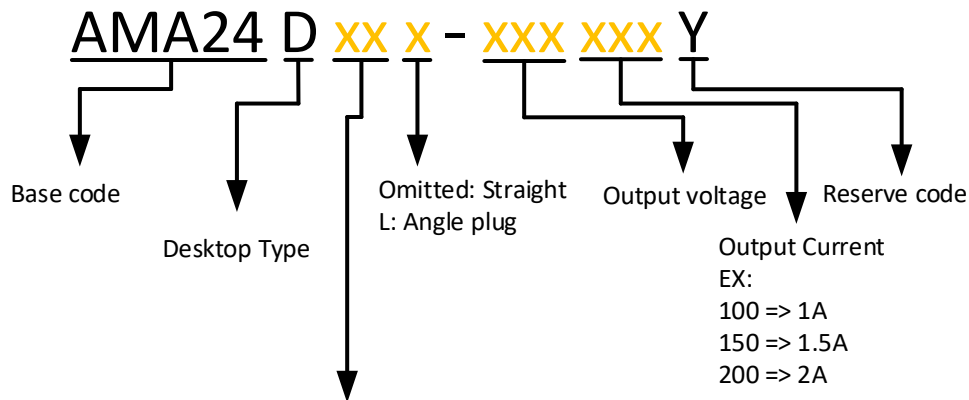 AMA24 D xx x - xxx xxx Y
Base code
Desktop Type
Omitted: Straight
L: Angle plug
Output voltage
Output Current
EX:
100 => 1A
150 => 1.5A
200 => 2A
Reserve code